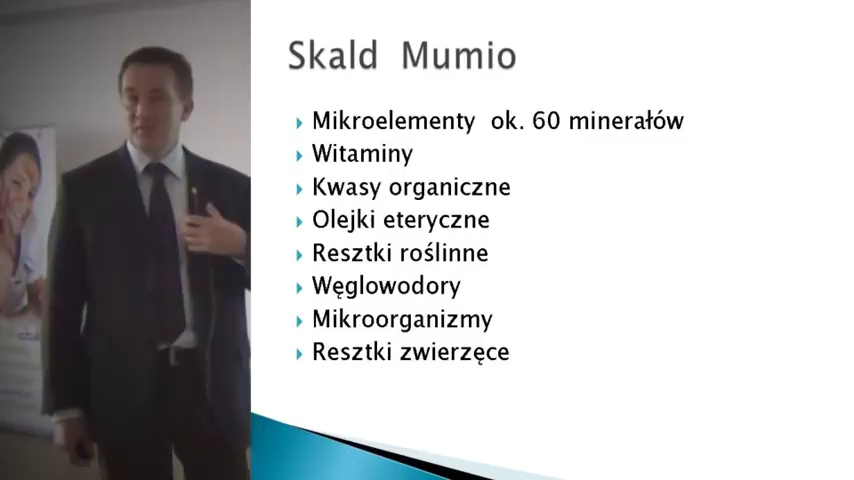 Skald Mumio
Mikroelementy ok. 60 minerałów
Witaminy
Kwasy organiczne
Olejki eteryczne
Resztki roślinne
Węglowodory
Mikroorganizmy
Resztki zwierzęce